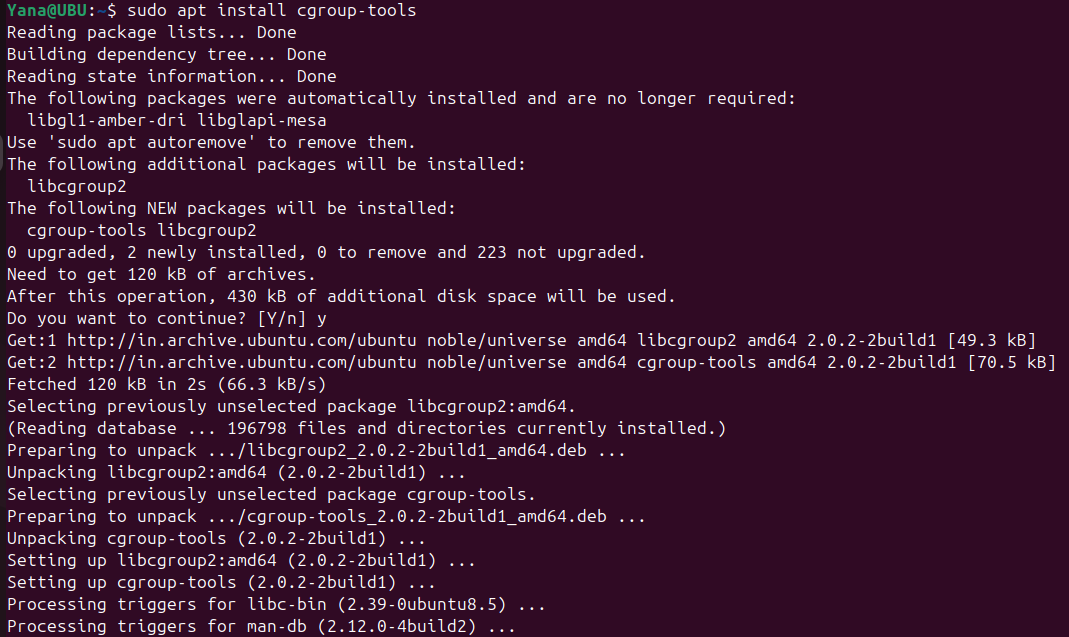 Yana@UBU:~$ sudo apt install cgroup-tools
Reading package lists... Done
Building dependency tree... Done
Reading state information... Done
The following packages were automatically installed and are no longer required:
  libgl1-amber-dri libglapi-mesa
Use 'sudo apt autoremove' to remove them.
The following additional packages will be installed:
  libcgroup2
The following NEW packages will be installed:
  cgroup-tools libcgroup2
0 upgraded, 2 newly installed, 0 to remove and 223 not upgraded.
Need to get 120 kB of archives.
After this operation, 430 kB of additional disk space will be used.
Do you want to continue? [Y/n] y
Get:1 http://in.archive.ubuntu.com/ubuntu noble/universe amd64 libcgroup2 amd64 2.0.2-2build1 [49.3 kB]
Get:2 http://in.archive.ubuntu.com/ubuntu noble/universe amd64 cgroup-tools amd64 2.0.2-2build1 [70.5 kB]
Fetched 120 kB in 2s (66.3 kB/s)
Selecting previously unselected package libcgroup2:amd64.
(Reading database ... 196798 files and directories currently installed.)
Preparing to unpack .../libcgroup2_2.0.2-2build1_amd64.deb ...
Unpacking libcgroup2:amd64 (2.0.2-2build1) ...
Selecting previously unselected package cgroup-tools.
Preparing to unpack .../cgroup-tools_2.0.2-2build1_amd64.deb ...
Unpacking cgroup-tools (2.0.2-2build1) ...
Setting up libcgroup2:amd64 (2.0.2-2build1) ...
Setting up cgroup-tools (2.0.2-2build1) ...
Processing triggers for libc-bin (2.39-0ubuntu8.5) ...
Processing triggers for man-db (2.12.0-4build2) ...